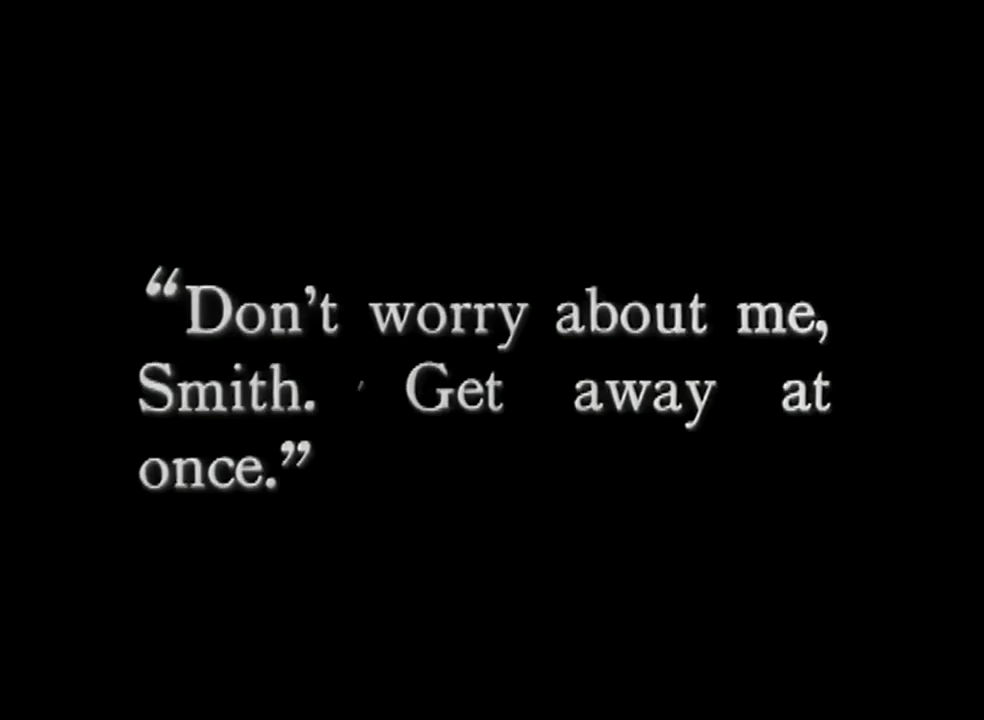 “Don’t worry about me,
Smith. Get away at
once.”